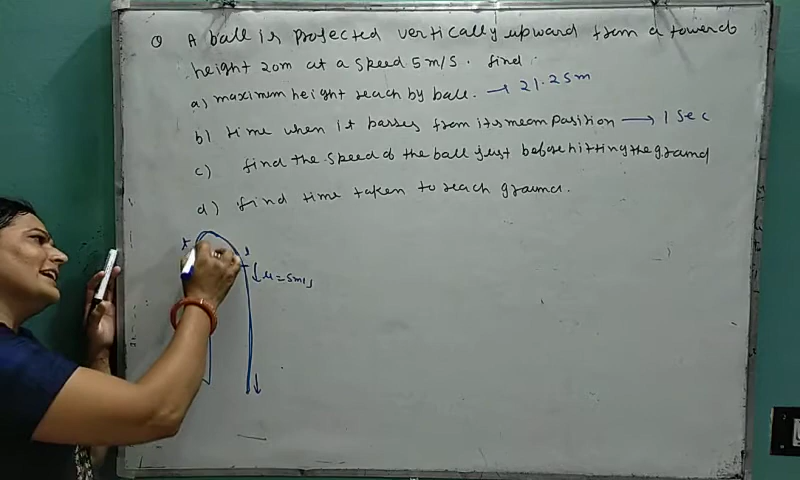 Q A ball is projected vertically upward from a tower of
height 20m at a speed 5m/s. find
a) maximum height reach by ball. → 21.25m
b) time when it passes from its mean position → 1 sec
c) find the speed of the ball just before hitting the ground
d) find time taken to reach ground.
u=5m/s